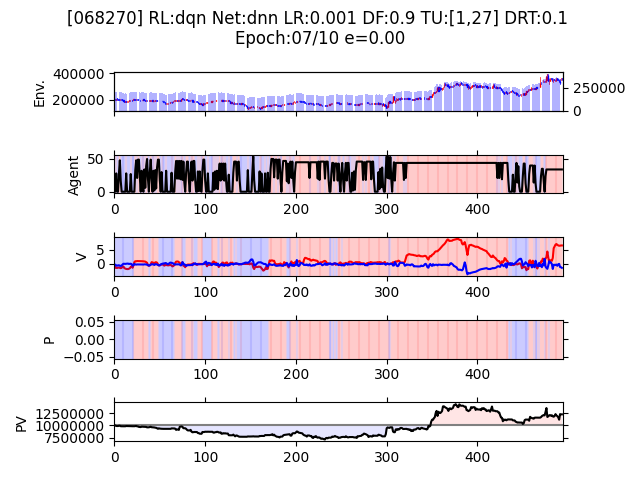 [068270] RL:dqn Net:dnn LR:0.001 DF:0.9 TU:[1,27] DRT:0.1
Epoch:07/10 e=0.00
Env.
400000
200000
250000
0
Agent
50
0
0 100 200 300 400
V
5
0
0 100 200 300 400
P
0.05
0.00
−0.05
0 100 200 300 400
PV
12500000
10000000
7500000
0 100 200 300 400